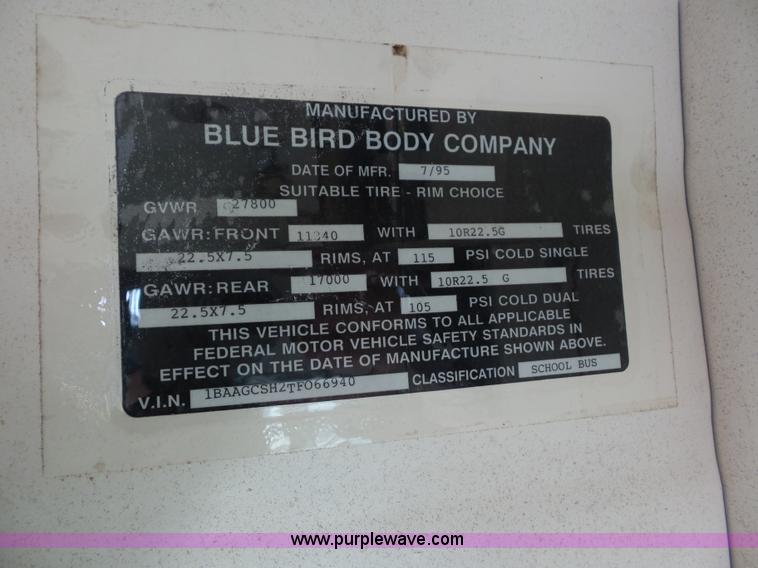 MANUFACTURED BY
BLUE BIRD BODY COMPANY
DATE OF MFR. 7/95
SUITABLE TIRE - RIM CHOICE
GVWR 27800
GAWR: FRONT 11340 WITH 10R22.5G TIRES
22.5X7.5 RIMS, AT 115 PSI COLD SINGLE
GAWR: REAR 17000 WITH 10R22.5 G TIRES
22.5X7.5 RIMS, AT 105 PSI COLD DUAL
THIS VEHICLE CONFORMS TO ALL APPLICABLE
FEDERAL MOTOR VEHICLE SAFETY STANDARDS IN
EFFECT ON THE DATE OF MANUFACTURE SHOWN ABOVE.
V.I.N. 1BAAGCSH2TF066940 CLASSIFICATION SCHOOL BUS
www.purplewave.com